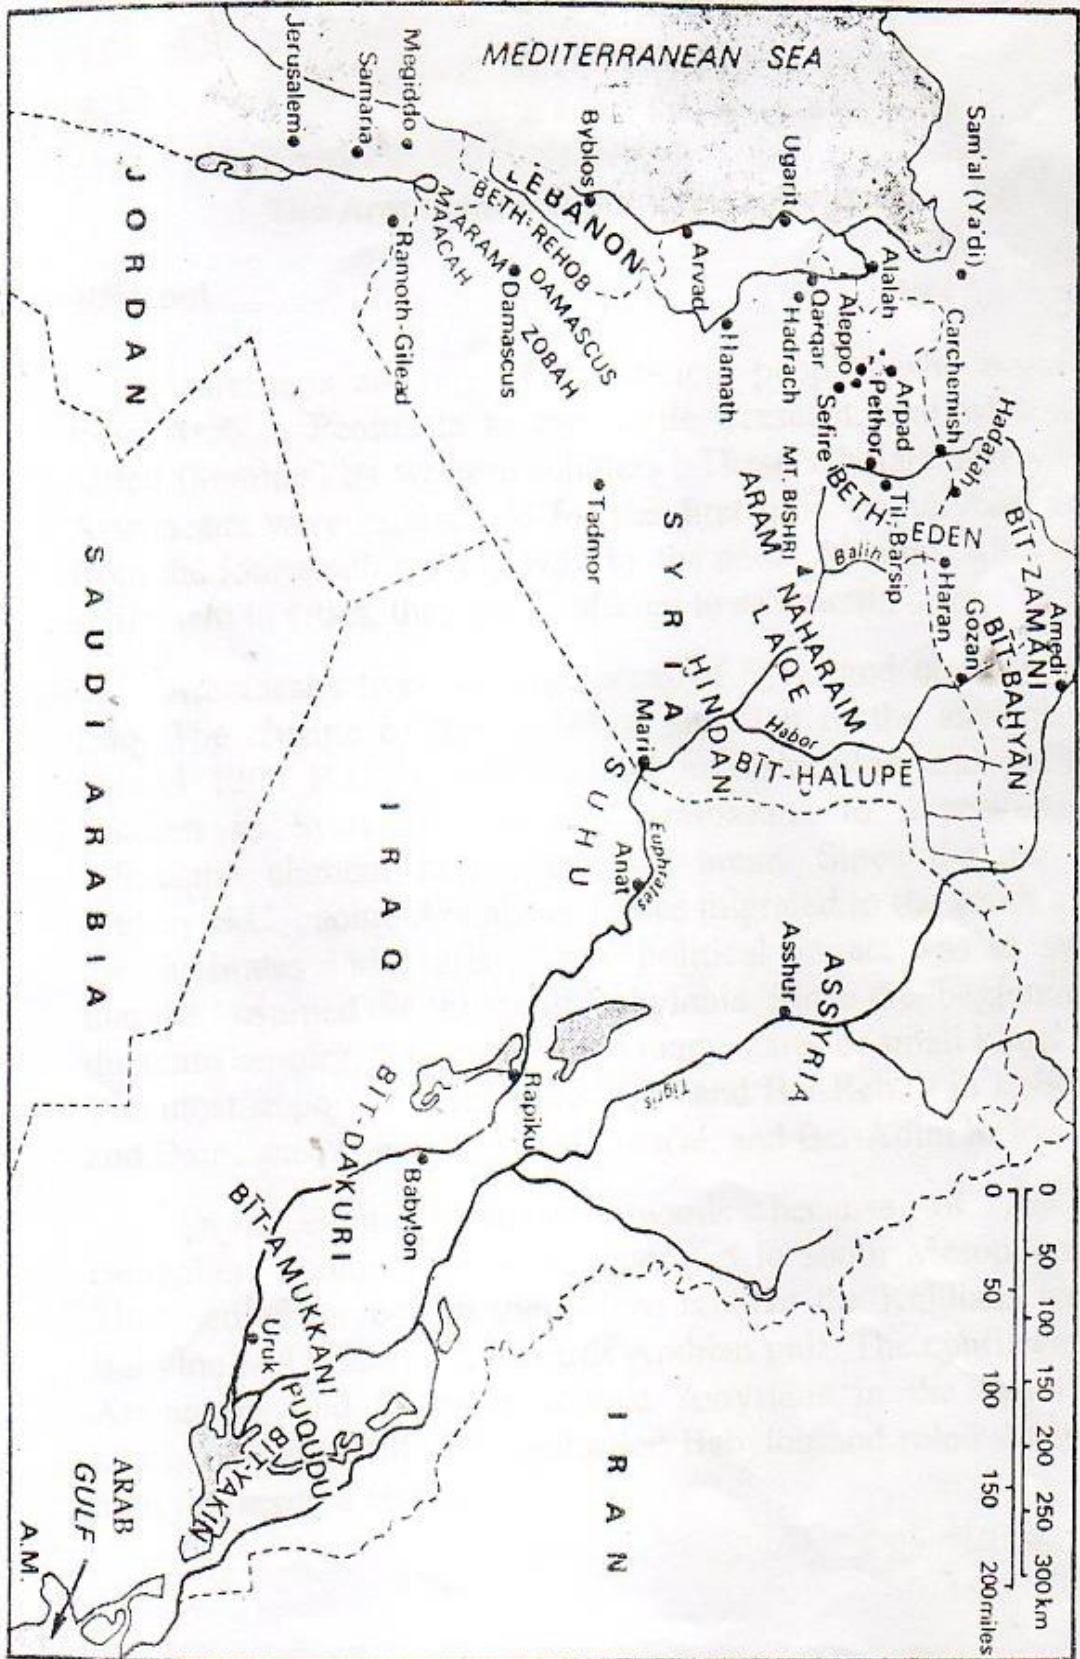 MEDITERRANEAN SEA
Sam'al (Ya'di)
Jerusalem
Samaria
Megiddo
Byblos
Ugarit
Alalah
Arvad
LEBANON
BETH-REHOB
ARAM DAMASCUS
MAACAH
ZOBAH
Damascus
Ramoth-Gilead
Hamath
Hadrach
Qarqar
Aleppo
Arpad
Pethor
Sefire
Carchemish
Hadatah
Til-Barsip
BETH-EDEN
Balih
Haran
Gozan
BĪT-ZAMĀNI
Amedi
BĪT-BAHYĀN
MT. BISHRI
ARAM NAHARAIM
LAQE
HINDAN
Habor
BĪT-HALUPE
Tadmor
SYRIA
Mari
SUHU
Euphrates
Anat
Asshur
ASSYRIA
Tigris
Rapiku
Babylon
BĪT-DAKURI
BĪT-AMUKKANI
Uruk
PUQUDU
BĪT-YAKIN
JORDAN
SAUDI ARABIA
IRAQ
IRAN
ARAB
GULF
A.M.
0 50 100 150 200 250 300 km
0 50 100 150 200 miles